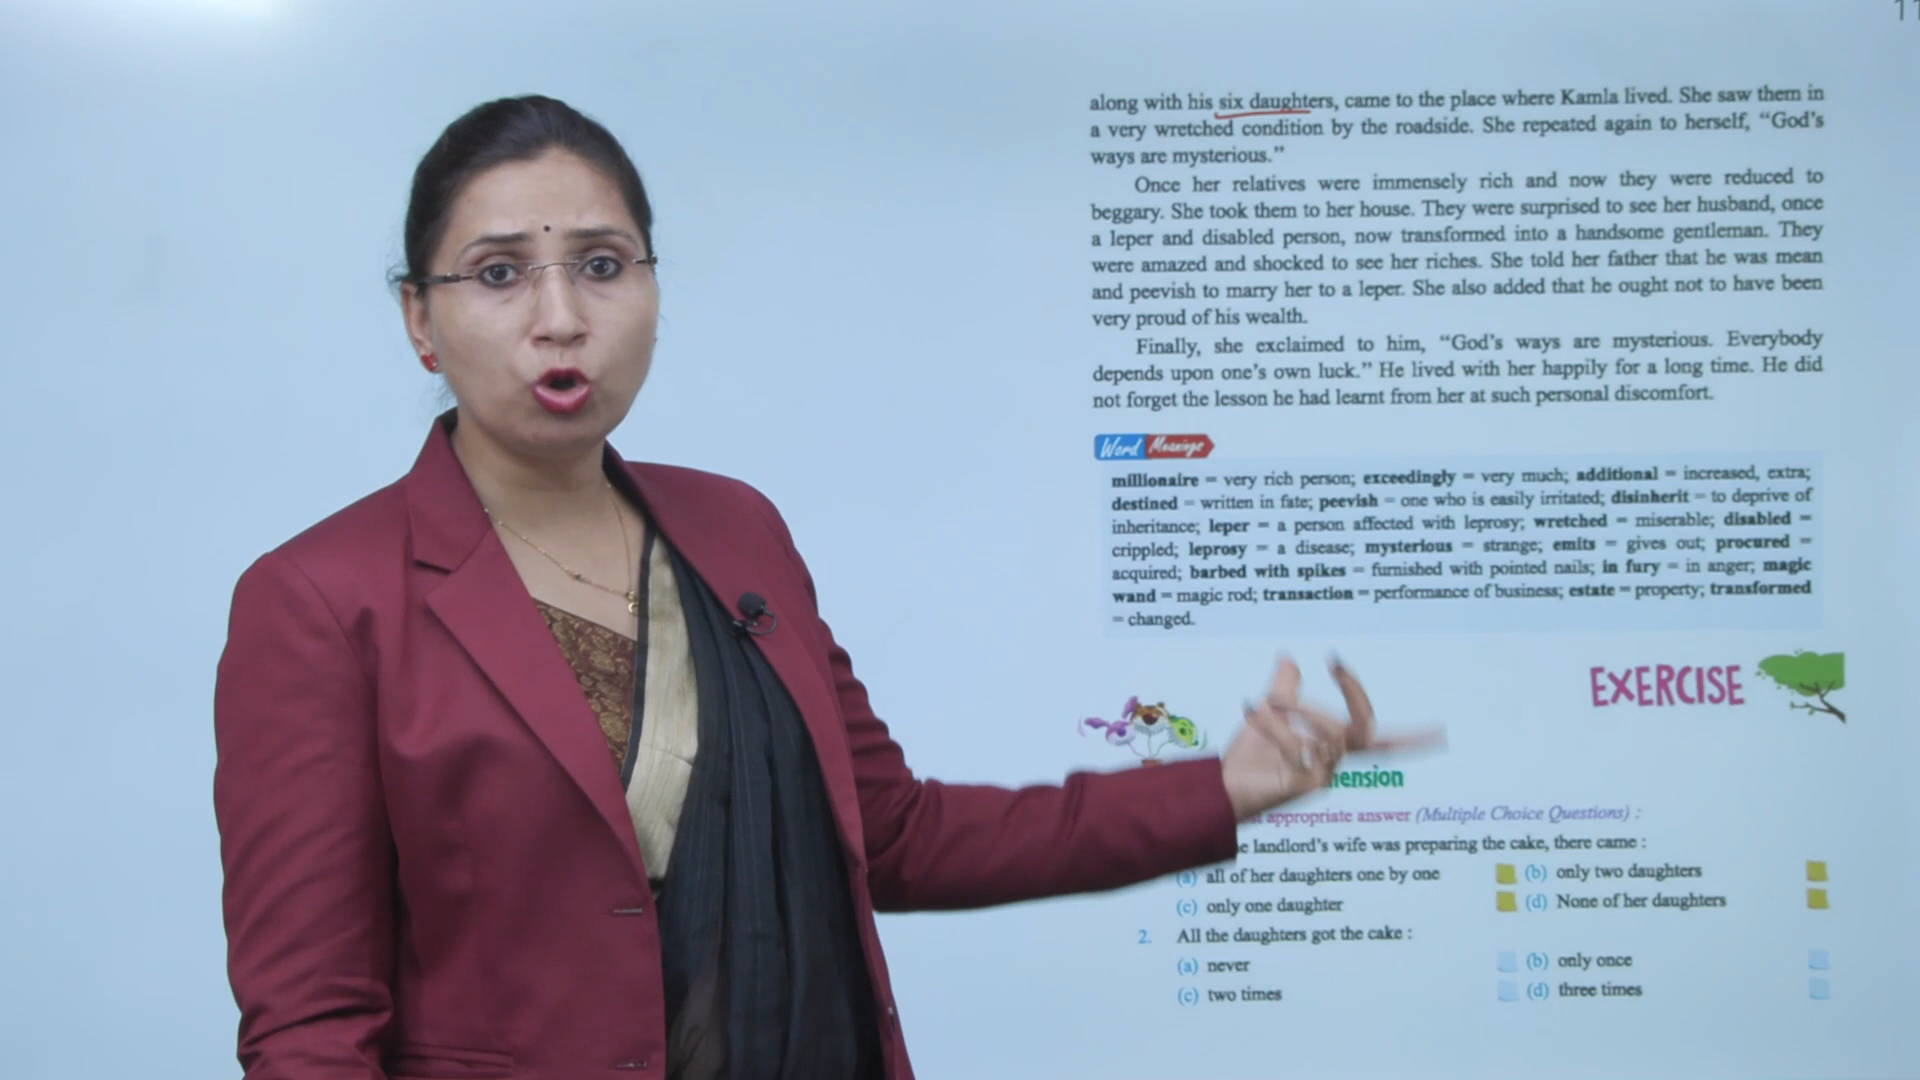 11
along with his six daughters, came to the place where Kamla lived. She saw them in
a very wretched condition by the roadside. She repeated again to herself, “God’s
ways are mysterious.”
Once her relatives were immensely rich and now they were reduced to
beggary. She took them to her house. They were surprised to see her husband, once
a leper and disabled person, now transformed into a handsome gentleman. They
were amazed and shocked to see her riches. She told her father that he was mean
and peevish to marry her to a leper. She also added that he ought not to have been
very proud of his wealth.
Finally, she exclaimed to him, “God’s ways are mysterious. Everybody
depends upon one’s own luck.” He lived with her happily for a long time. He did
not forget the lesson he had learnt from her at such personal discomfort.
Word Meanings
millionaire = very rich person; exceedingly = very much; additional = increased, extra;
destined = written in fate; peevish = one who is easily irritated; disinherit = to deprive of
inheritance; leper = a person affected with leprosy; wretched = miserable; disabled =
crippled; leprosy = a disease; mysterious = strange; emits = gives out; procured =
acquired; barbed with spikes = furnished with pointed nails; in fury = in anger; magic
wand = magic rod; transaction = performance of business; estate = property; transformed
= changed.
EXERCISE
hension
appropriate answer (Multiple Choice Questions) :
e landlord’s wife was preparing the cake, there came :
(a) all of her daughters one by one (b) only two daughters
(c) only one daughter (d) None of her daughters
2. All the daughters got the cake :
(a) never (b) only once
(c) two times (d) three times